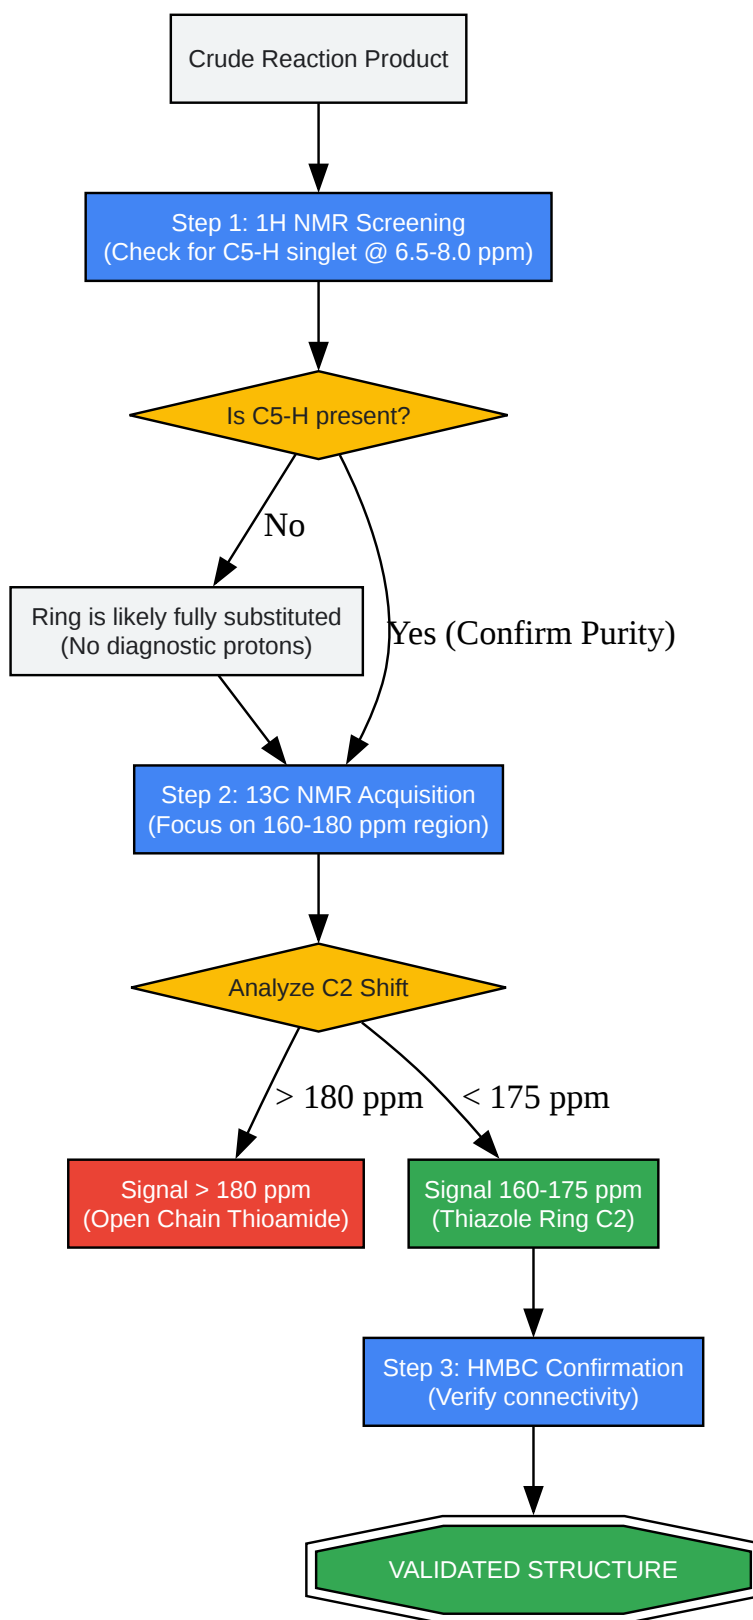 Crude Reaction Product
Step 1: 1H NMR Screening
(Check for C5-H singlet @ 6.5-8.0 ppm)
Is C5-H present?
No
Ring is likely fully substituted
(No diagnostic protons)
Yes (Confirm Purity)
Step 2: 13C NMR Acquisition
(Focus on 160-180 ppm region)
Analyze C2 Shift
> 180 ppm
< 175 ppm
Signal > 180 ppm
(Open Chain Thioamide)
Signal 160-175 ppm
(Thiazole Ring C2)
Step 3: HMBC Confirmation
(Verify connectivity)
VALIDATED STRUCTURE